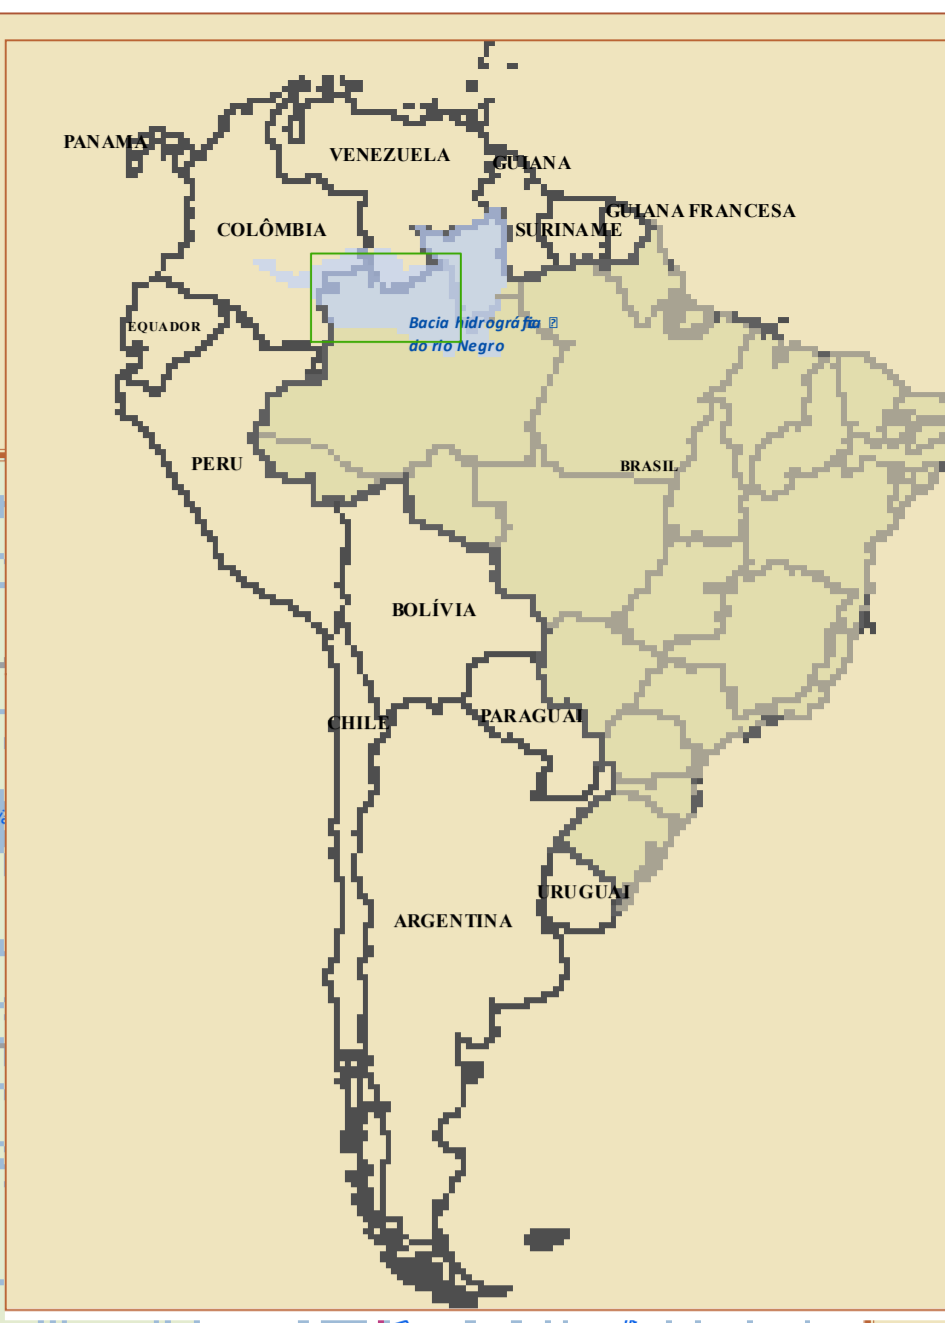 PANAMÁ
VENEZUELA
GUIANA
GUIANA FRANCESA
COLÔMBIA
SURINAME
EQUADOR
Bacia hidrográfia
do rio Negro
PERU
BRASIL
BOLÍVIA
CHILE
PARAGUAI
URUGUAI
ARGENTINA